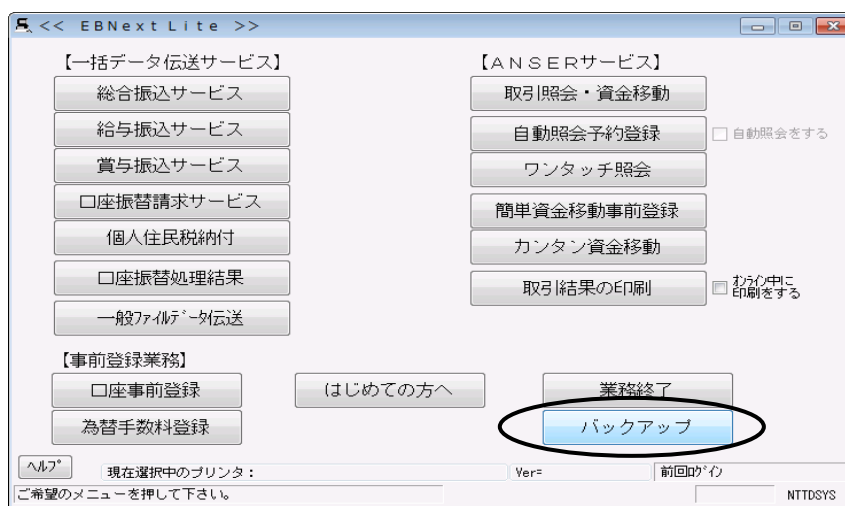 << EBNext Lite >>
【一括データ伝送サービス】
総合振込サービス
給与振込サービス
賞与振込サービス
口座振替請求サービス
個人住民税納付
口座振替処理結果
一般ファイルデータ伝送
【ANSERサービス】
取引照会・資金移動
自動照会予約登録
自動照会をする
ワンタッチ照会
簡単資金移動事前登録
カンタン資金移動
取引結果の印刷
オンライン中に
印刷をする
【事前登録業務】
口座事前登録
はじめての方へ
業務終了
為替手数料登録
バックアップ
ヘルプ
現在選択中のプリンタ:
Ver=
前回ログイン
ご希望のメニューを押して下さい。
NTTDSYS